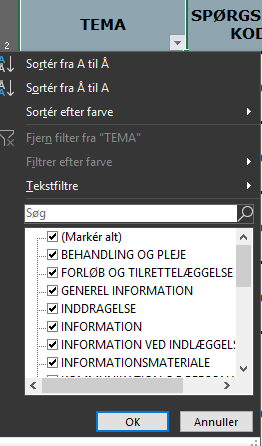 TEMA
SPØRGS
KOD
2
Sortér fra A til Å
Sortér fra Å til A
Sortér efter farve
Fjern filter fra "TEMA"
Filtrer efter farve
Tekstfiltre
Søg
(Markér alt)
BEHANDLING OG PLEJE
FORLØB OG TILRETTELÆGGELSE
GENEREL INFORMATION
INDDRAGELSE
INFORMATION
INFORMATION VED INDLÆGGELS
INFORMATIONSMATERIALE
OK
Annuller